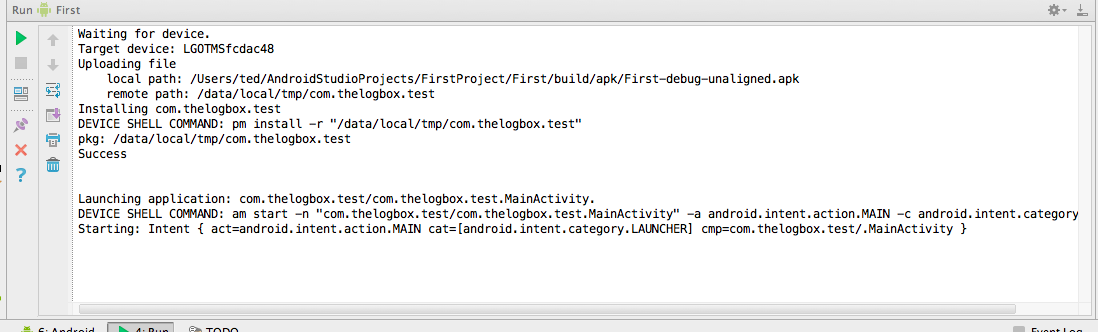 Run First
Waiting for device.
Target device: LGOTMSfcdac48
Uploading file
local path: /Users/ted/AndroidStudioProjects/FirstProject/First/build/apk/First-debug-unaligned.apk
remote path: /data/local/tmp/com.thelogbox.test
Installing com.thelogbox.test
DEVICE SHELL COMMAND: pm install -r "/data/local/tmp/com.thelogbox.test"
pkg: /data/local/tmp/com.thelogbox.test
Success
Launching application: com.thelogbox.test/com.thelogbox.test.MainActivity.
DEVICE SHELL COMMAND: am start -n "com.thelogbox.test/com.thelogbox.test.MainActivity" -a android.intent.action.MAIN -c android.intent.category
Starting: Intent { act=android.intent.action.MAIN cat=[android.intent.category.LAUNCHER] cmp=com.thelogbox.test/.MainActivity }
6: Android 4: Run TODO Event Log